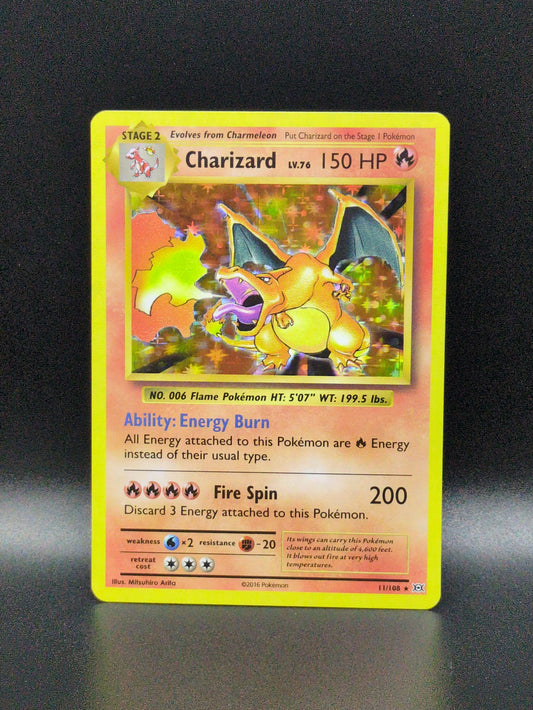 STAGE 2 Evolves from Charmeleon Put Charizard on the Stage 1 Pokémon
Charizard LV.76 150 HP
NO. 006 Flame Pokémon HT: 5'07" WT: 199.5 lbs.
Ability: Energy Burn
All Energy attached to this Pokémon are Energy
instead of their usual type.
Fire Spin 200
Discard 3 Energy attached to this Pokémon.
weakness ×2 resistance -20
retreat
cost
Its wings can carry this Pokémon
close to an altitude of 4,600 feet.
It blows out fire at very high
temperatures.
Illus. Mitsuhiro Arita ©2016 Pokémon 11/108 ★